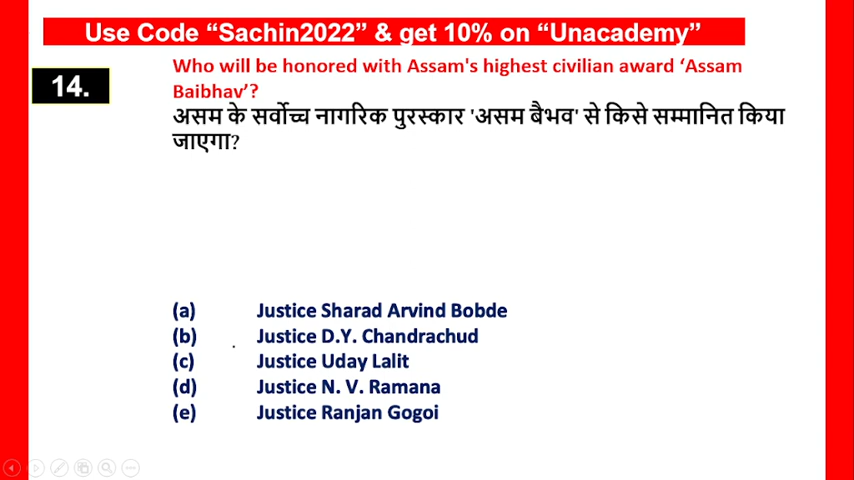 Use Code “Sachin2022” & get 10% on “Unacademy”
14.
Who will be honored with Assam's highest civilian award ‘Assam
Baibhav’?
असम के सर्वोच्च नागरिक पुरस्कार 'असम बैभव' से किसे सम्मानित किया
जाएगा?
(a) Justice Sharad Arvind Bobde
(b) Justice D.Y. Chandrachud
(c) Justice Uday Lalit
(d) Justice N. V. Ramana
(e) Justice Ranjan Gogoi